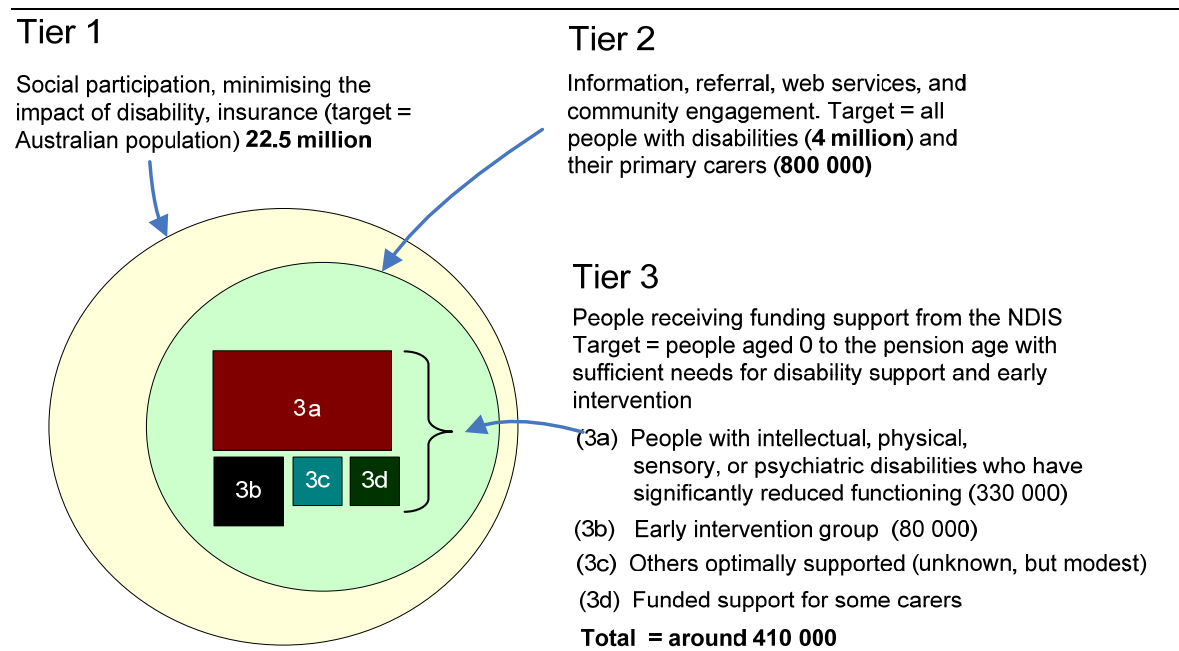 Tier 1
Social participation, minimising the
impact of disability, insurance (target =
Australian population) 22.5 million
Tier 2
Information, referral, web services, and
community engagement. Target = all
people with disabilities (4 million) and
their primary carers (800 000)
Tier 3
People receiving funding support from the NDIS
Target = people aged 0 to the pension age with
sufficient needs for disability support and early
intervention
(3a) People with intellectual, physical,
sensory, or psychiatric disabilities who have
significantly reduced functioning (330 000)
(3b) Early intervention group (80 000)
(3c) Others optimally supported (unknown, but modest)
(3d) Funded support for some carers
Total = around 410 000
3a
3b
3c
3d